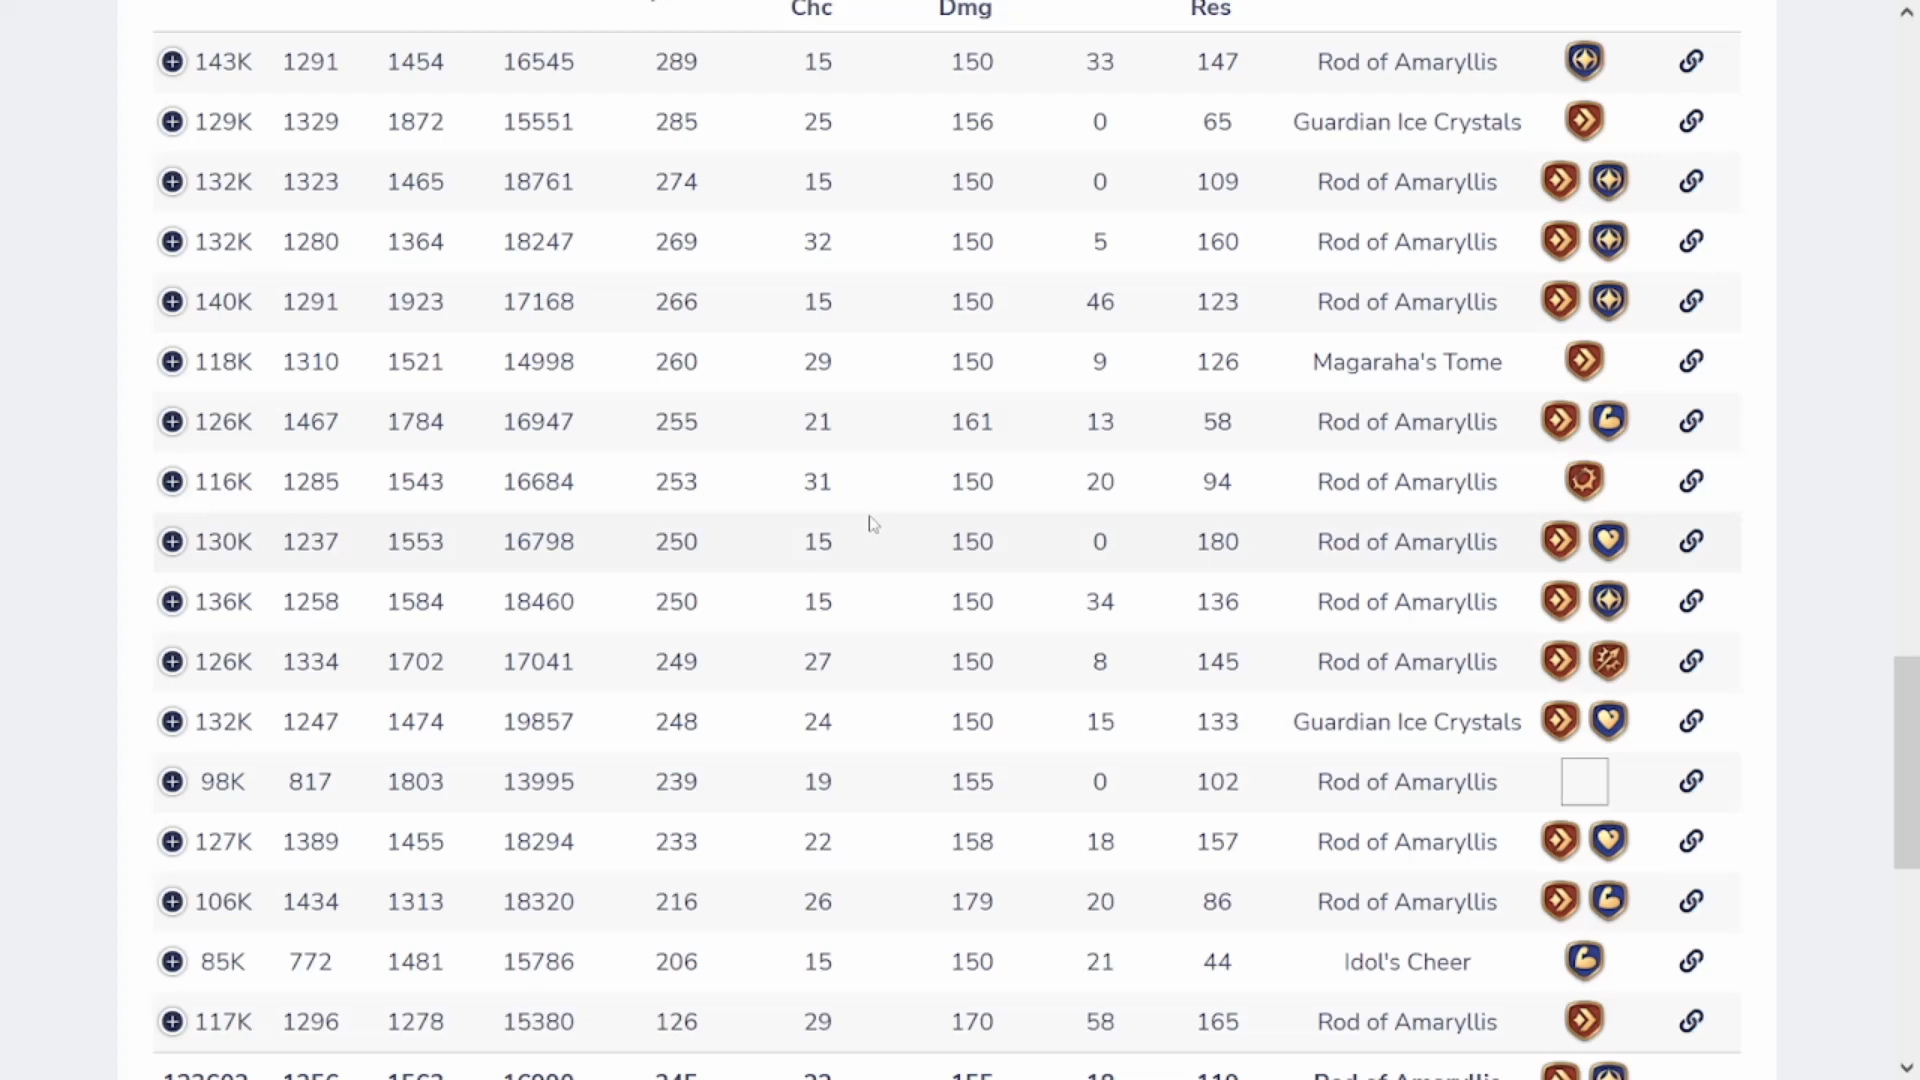 Chc Dmg Res
143K 1291 1454 16545 289 15 150 33 147 Rod of Amaryllis
129K 1329 1872 15551 285 25 156 0 65 Guardian Ice Crystals
132K 1323 1465 18761 274 15 150 0 109 Rod of Amaryllis
132K 1280 1364 18247 269 32 150 5 160 Rod of Amaryllis
140K 1291 1923 17168 266 15 150 46 123 Rod of Amaryllis
118K 1310 1521 14998 260 29 150 9 126 Magaraha's Tome
126K 1467 1784 16947 255 21 161 13 58 Rod of Amaryllis
116K 1285 1543 16684 253 31 150 20 94 Rod of Amaryllis
130K 1237 1553 16798 250 15 150 0 180 Rod of Amaryllis
136K 1258 1584 18460 250 15 150 34 136 Rod of Amaryllis
126K 1334 1702 17041 249 27 150 8 145 Rod of Amaryllis
132K 1247 1474 19857 248 24 150 15 133 Guardian Ice Crystals
98K 817 1803 13995 239 19 155 0 102 Rod of Amaryllis
127K 1389 1455 18294 233 22 158 18 157 Rod of Amaryllis
106K 1434 1313 18320 216 26 179 20 86 Rod of Amaryllis
85K 772 1481 15786 206 15 150 21 44 Idol's Cheer
117K 1296 1278 15380 126 29 170 58 165 Rod of Amaryllis
Rod of Amaryllis